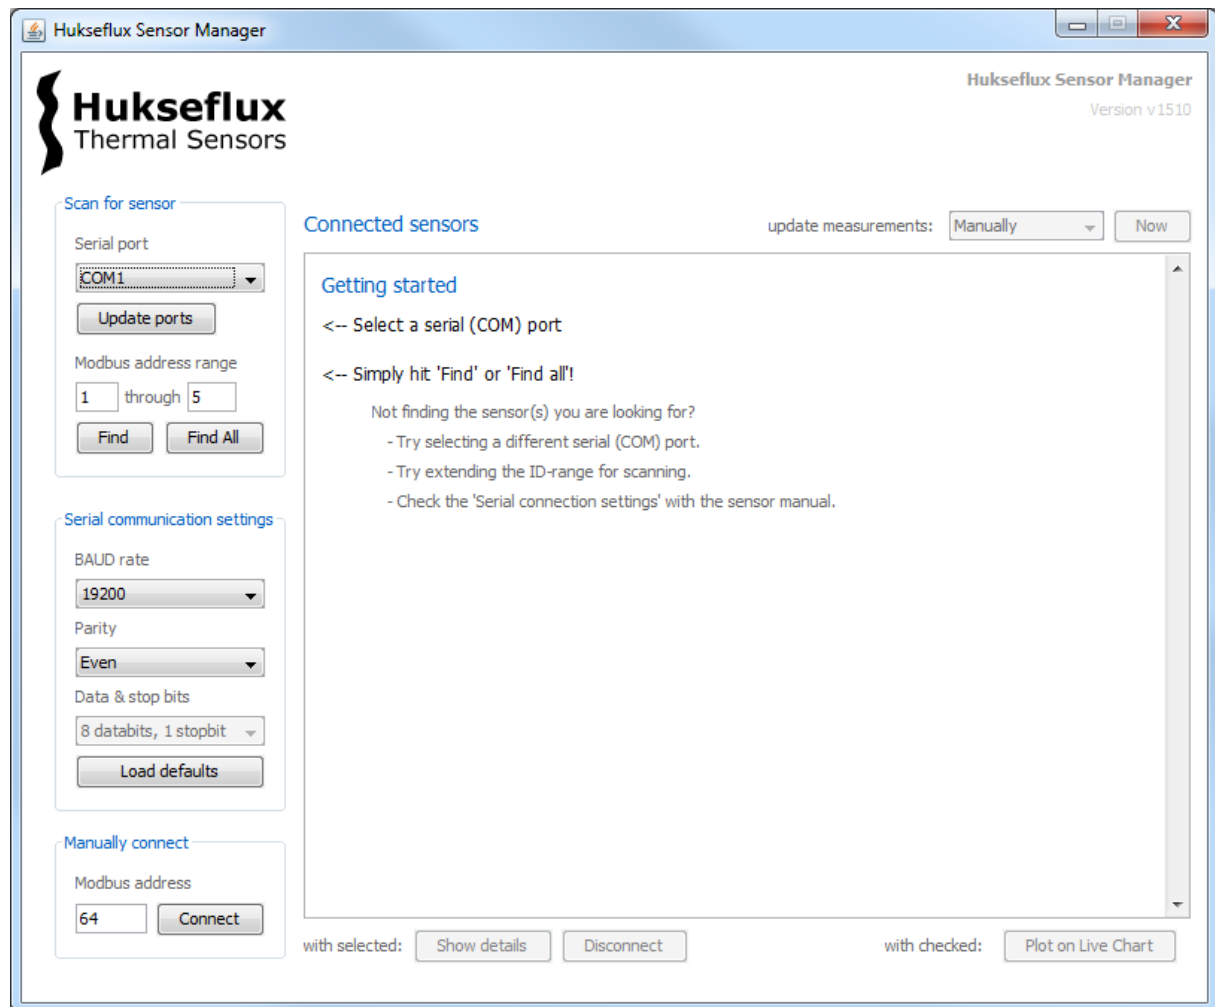 Hukseflux Sensor Manager
Hukseflux
Thermal Sensors
Hukseflux Sensor Manager
Version v1510
Scan for sensor
Serial port
COM1
Update ports
Modbus address range
1 through 5
Find Find All
Serial communication settings
BAUD rate
19200
Parity
Even
Data & stop bits
8 databits, 1 stopbit
Load defaults
Manually connect
Modbus address
64 Connect
Connected sensors
update measurements: Manually Now
Getting started
<-- Select a serial (COM) port
<-- Simply hit 'Find' or 'Find all'!
Not finding the sensor(s) you are looking for?
- Try selecting a different serial (COM) port.
- Try extending the ID-range for scanning.
- Check the 'Serial connection settings' with the sensor manual.
with selected: Show details Disconnect
with checked: Plot on Live Chart